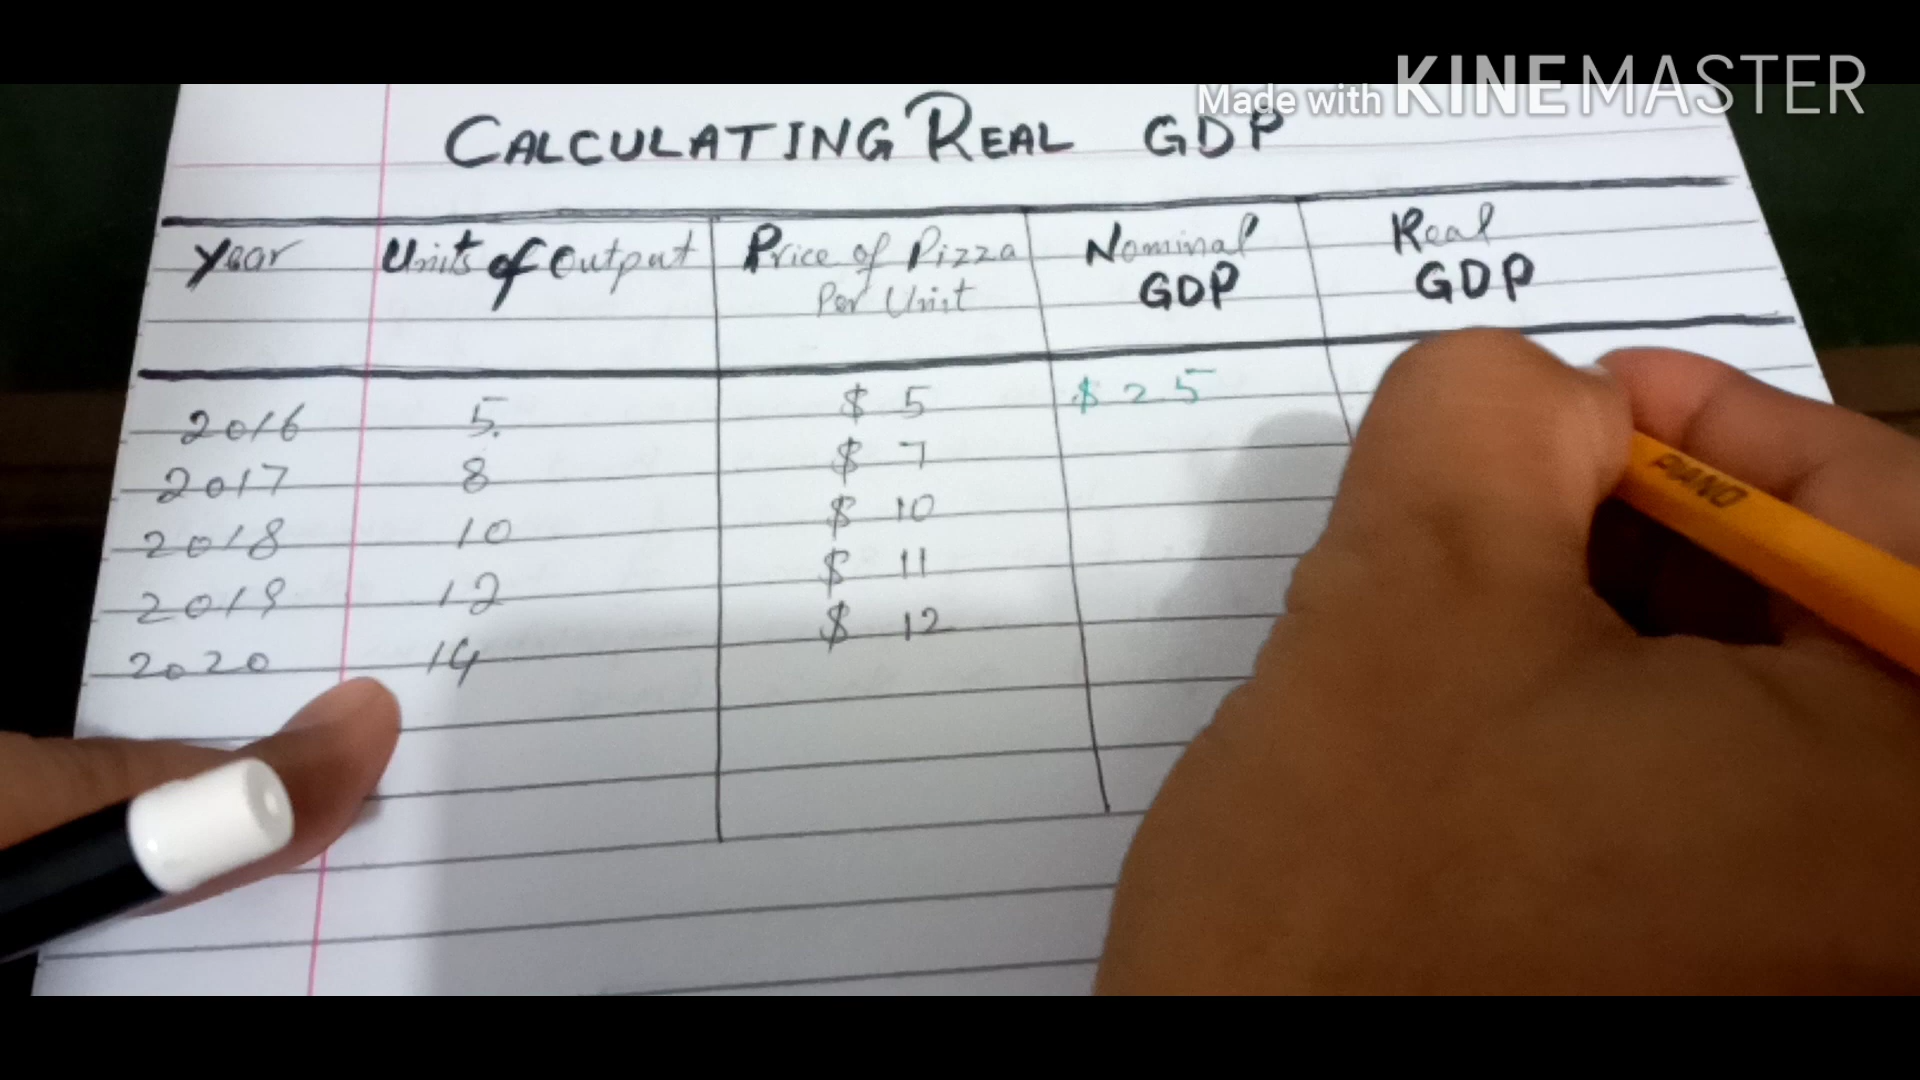 Made with KINEMASTER
CALCULATING REAL GDP
Year Units of Output Price of Pizza Per Unit Nominal GDP Real GDP
2016 5 $ 5 $ 25
2017 8 $ 7
2018 10 $ 10
2019 12 $ 11
2020 14 $ 12
PIANO